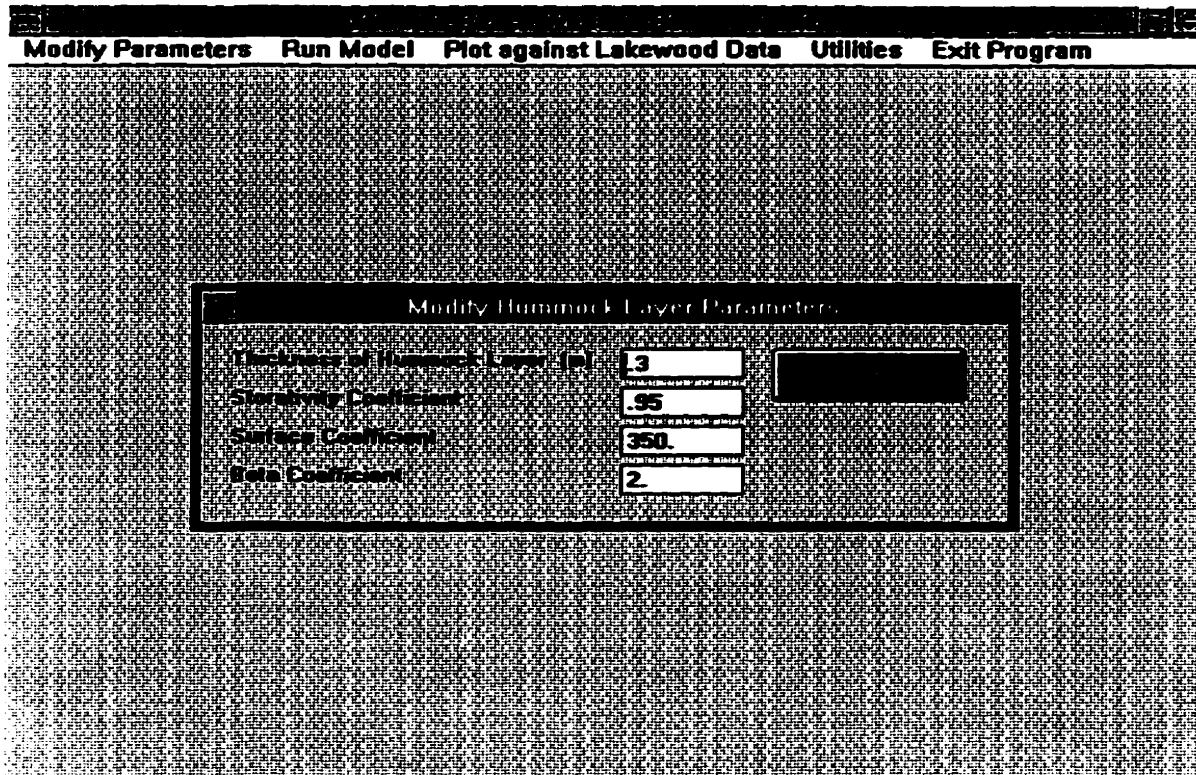 Modify Parameters Run Model Plot against Lakewood Data Utilities Exit Program
Modify Hummock Layer Parameters
Thickness of Hummock Layer (m) .3
Storativity Coefficient .95
Surface Coefficient 350.
Beta Coefficient 2.